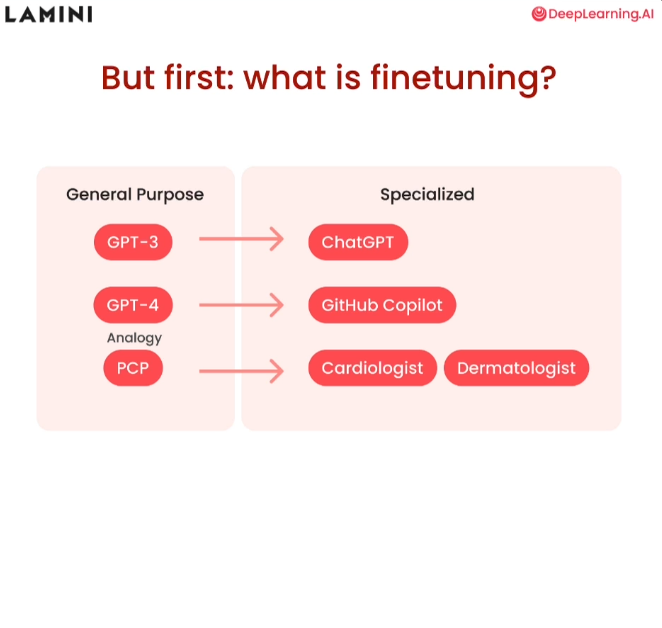 LAMINI
DeepLearning.AI
But first: what is finetuning?
General Purpose
Specialized
GPT-3
ChatGPT
GPT-4
GitHub Copilot
Analogy
PCP
Cardiologist
Dermatologist